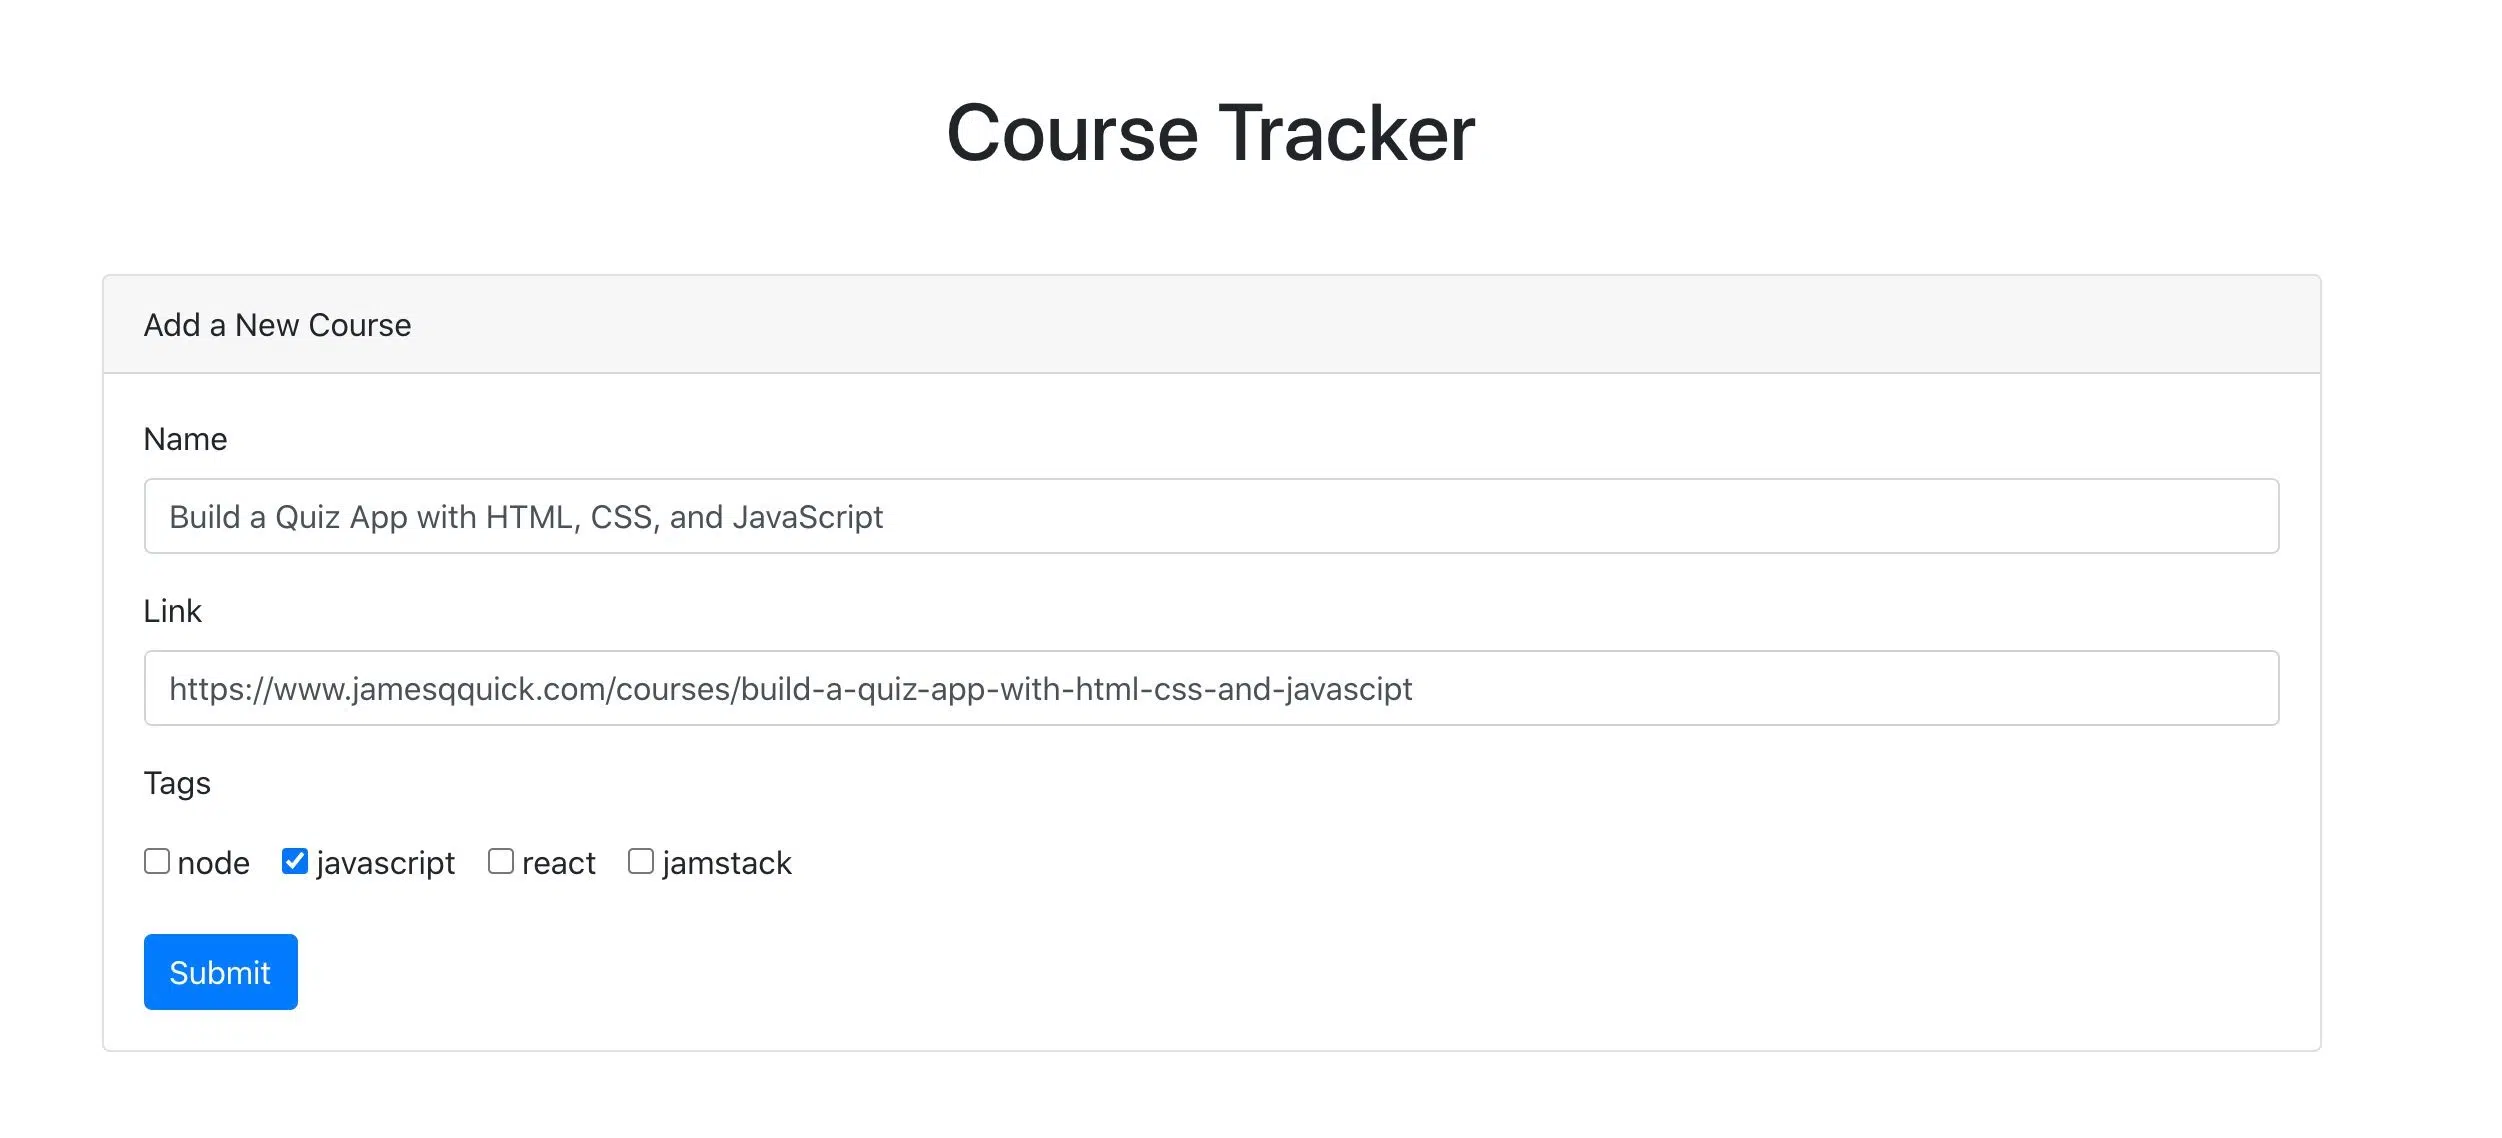 Course Tracker
Add a New Course
Name
Build a Quiz App with HTML, CSS, and JavaScript
Link
https://www.jamesqquick.com/courses/build-a-quiz-app-with-html-css-and-javascipt
Tags
node javascript react jamstack
Submit